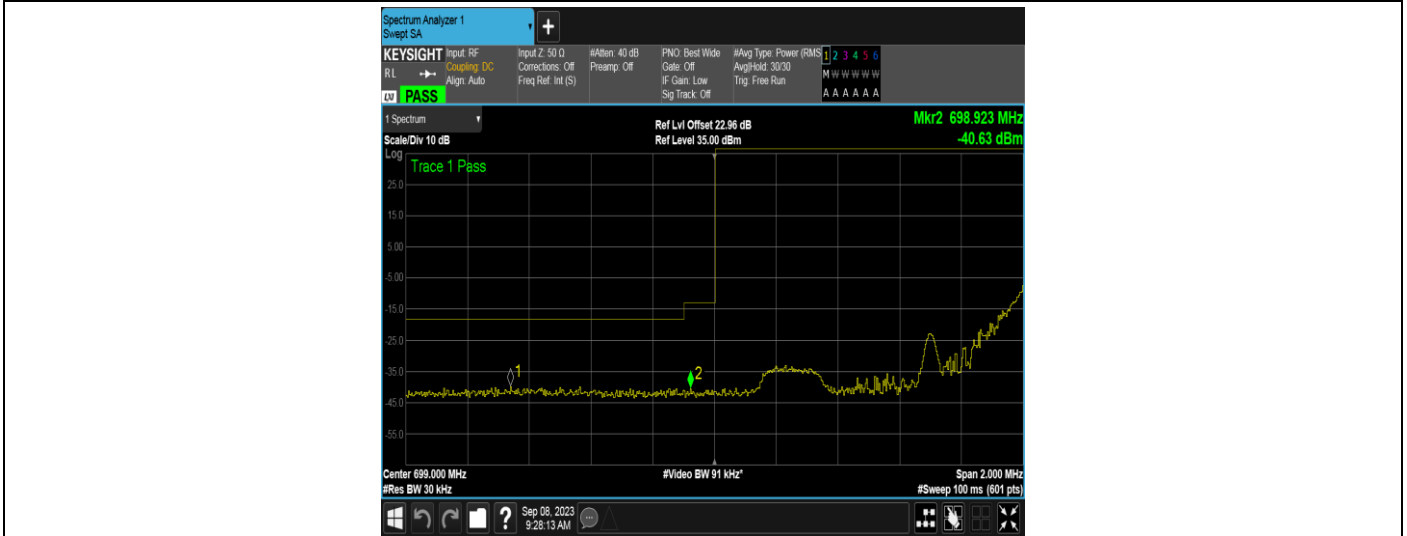 Spectrum Analyzer 1
Swept SA
KEYSIGHT
RL
PASS
Input: RF
Coupling: DC
Align: Auto
Input Z: 50 Ω
Corrections: Off
Freq Ref: Int (S)
#Atten: 40 dB
Preamp: Off
PNO: Best Wide
Gate: Off
IF Gain: Low
Sig Track: Off
#Avg Type: Power (RMS
Avg|Hold: 30/30
Trig: Free Run
1 2 3 4 5 6
M W W W W W
A A A A A A
1 Spectrum
Scale/Div 10 dB
Ref Lvl Offset 22.96 dB
Ref Level 35.00 dBm
Mkr2 698.923 MHz
-40.63 dBm
Log
Trace 1 Pass
25.0
15.0
5.00
-5.00
-15.0
-25.0
-35.0
-45.0
-55.0
1
2
Center 699.000 MHz
#Res BW 30 kHz
#Video BW 91 kHz*
Span 2.000 MHz
#Sweep 100 ms (601 pts)
?
Sep 08, 2023
9:28:13 AM